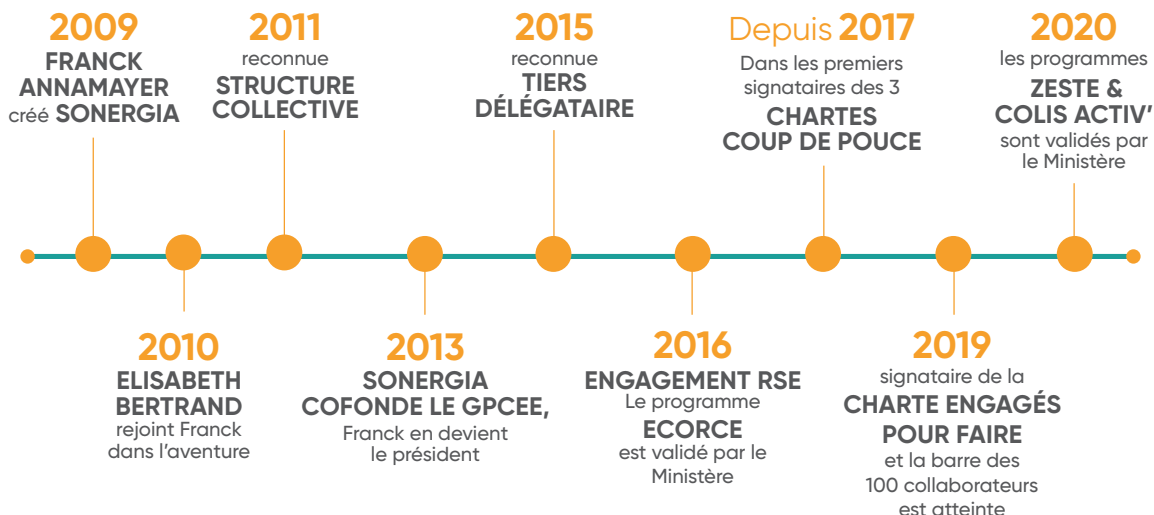 2009
FRANCK
ANNAMAYER
créé SONERGIA
2010
ELISABETH
BERTRAND
rejoint Franck
dans l’aventure
2011
reconnue
STRUCTURE
COLLECTIVE
2013
SONERGIA
COFONDE LE GPCEE,
Franck en devient
le président
2015
reconnue
TIERS
DÉLÉGATAIRE
2016
ENGAGEMENT RSE
Le programme
ECORCE
est validé par le
Ministère
Depuis 2017
Dans les premiers
signataires des 3
CHARTES
COUP DE POUCE
2019
signataire de la
CHARTE ENGAGÉS
POUR FAIRE
et la barre des
100 collaborateurs
est atteinte
2020
les programmes
ZESTE &
COLIS ACTIV’
sont validés par
le Ministère